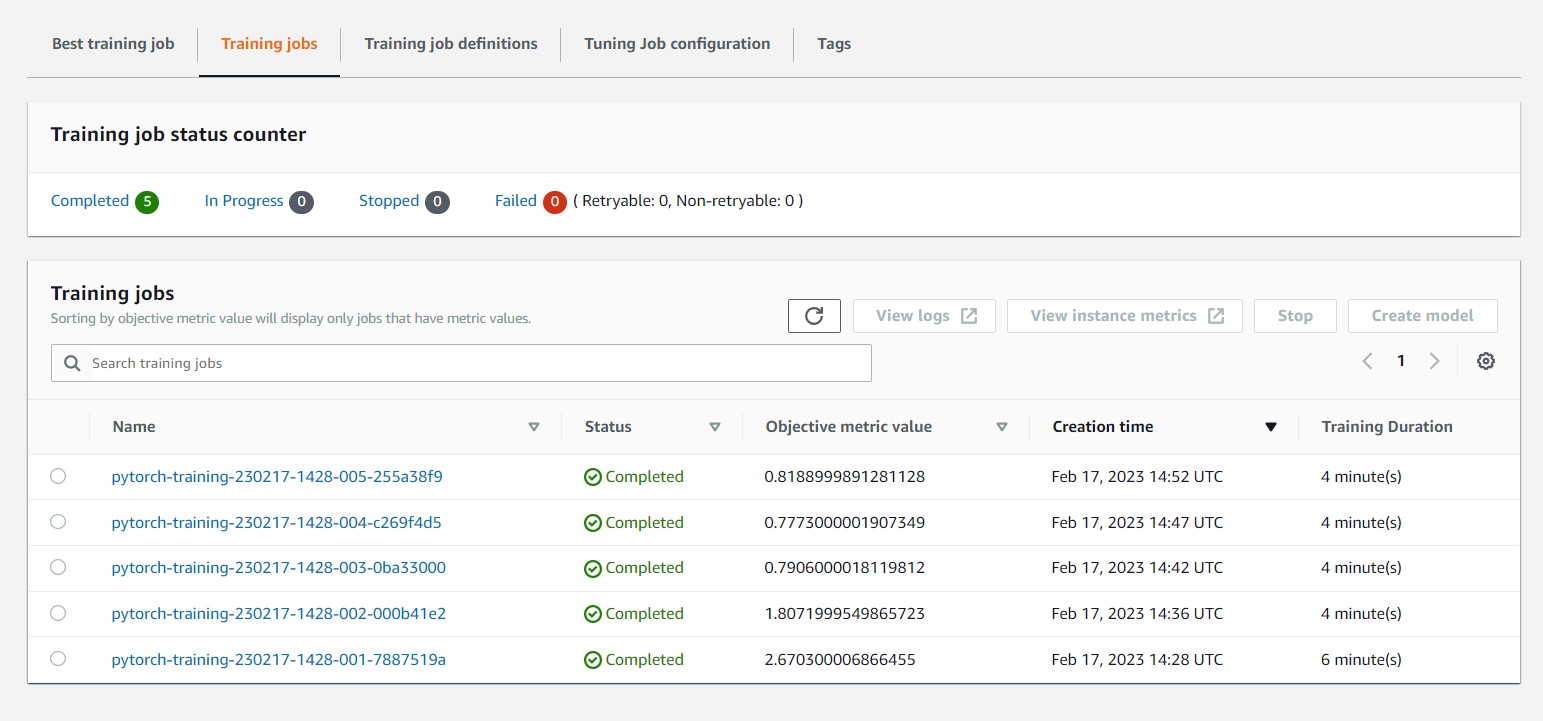 Best training job Training jobs Training job definitions Tuning Job configuration Tags
Training job status counter
Completed 5 In Progress 0 Stopped 0 Failed 0 ( Retryable: 0, Non-retryable: 0 )
Training jobs
Sorting by objective metric value will display only jobs that have metric values.
View logs View instance metrics Stop Create model
Search training jobs
1
Name Status Objective metric value Creation time Training Duration
pytorch-training-230217-1428-005-255a38f9 Completed 0.8188999891281128 Feb 17, 2023 14:52 UTC 4 minute(s)
pytorch-training-230217-1428-004-c269f4d5 Completed 0.7773000001907349 Feb 17, 2023 14:47 UTC 4 minute(s)
pytorch-training-230217-1428-003-0ba33000 Completed 0.7906000018119812 Feb 17, 2023 14:42 UTC 4 minute(s)
pytorch-training-230217-1428-002-000b41e2 Completed 1.8071999549865723 Feb 17, 2023 14:36 UTC 4 minute(s)
pytorch-training-230217-1428-001-7887519a Completed 2.670300006866455 Feb 17, 2023 14:28 UTC 6 minute(s)